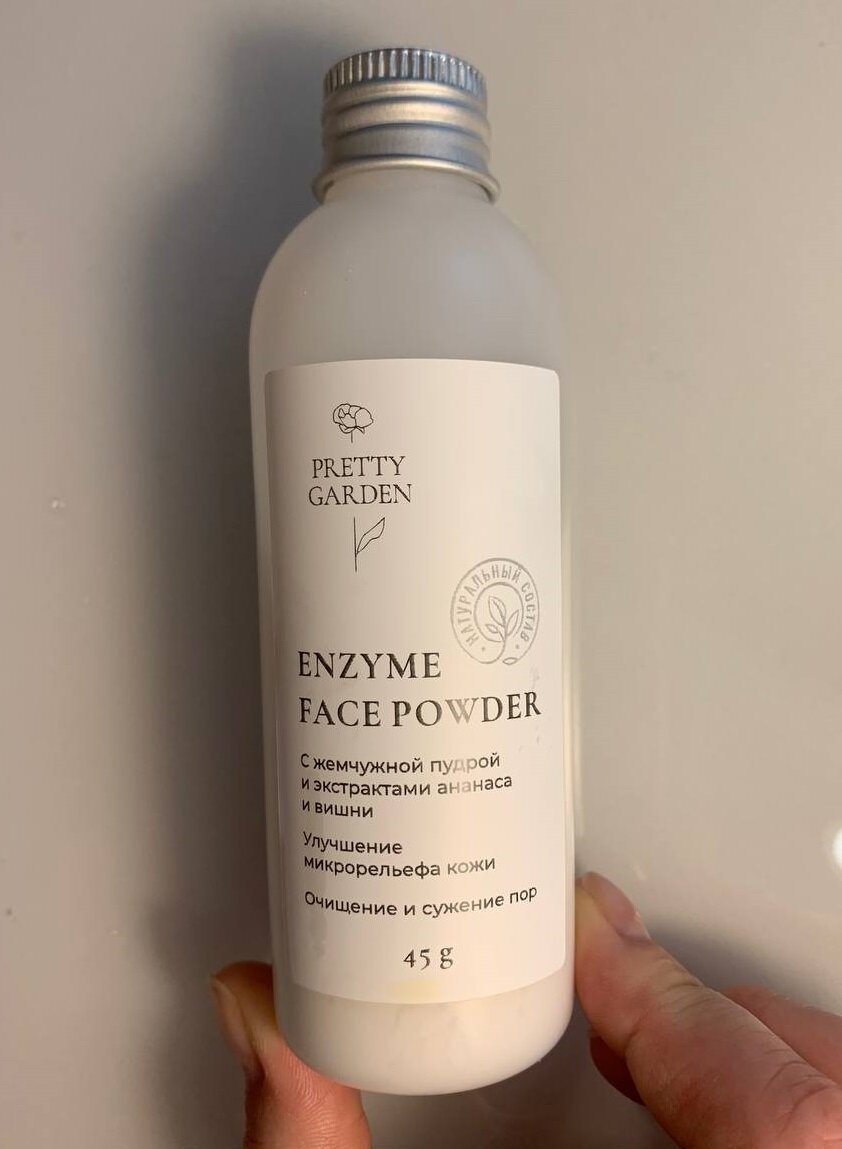 PRETTY
GARDEN
НАТУРАЛЬНЫЙ СОСТАВ
ENZYME
FACE POWDER
С жемчужной пудрой
и экстрактами ананаса
и вишни
Улучшение
микрорельефа кожи
Очищение и сужение пор
45 g